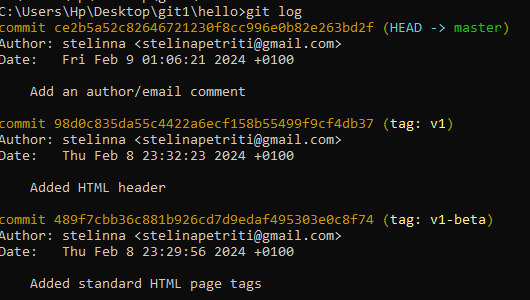 C:\Users\Hp\Desktop\git1\hello>git log
commit ce2b5a52c82646721230f8cc996e0b82e263bd2f (HEAD -> master)
Author: stelinna <stelinapetriti@gmail.com>
Date:   Fri Feb 9 01:06:21 2024 +0100
    Add an author/email comment
commit 98d0c835da55c4422a6ecf158b55499f9cf4db37 (tag: v1)
Author: stelinna <stelinapetriti@gmail.com>
Date:   Thu Feb 8 23:32:23 2024 +0100
    Added HTML header
commit 489f7cbb36c881b926cd7d9edaf495303e0c8f74 (tag: v1-beta)
Author: stelinna <stelinapetriti@gmail.com>
Date:   Thu Feb 8 23:29:56 2024 +0100
    Added standard HTML page tags